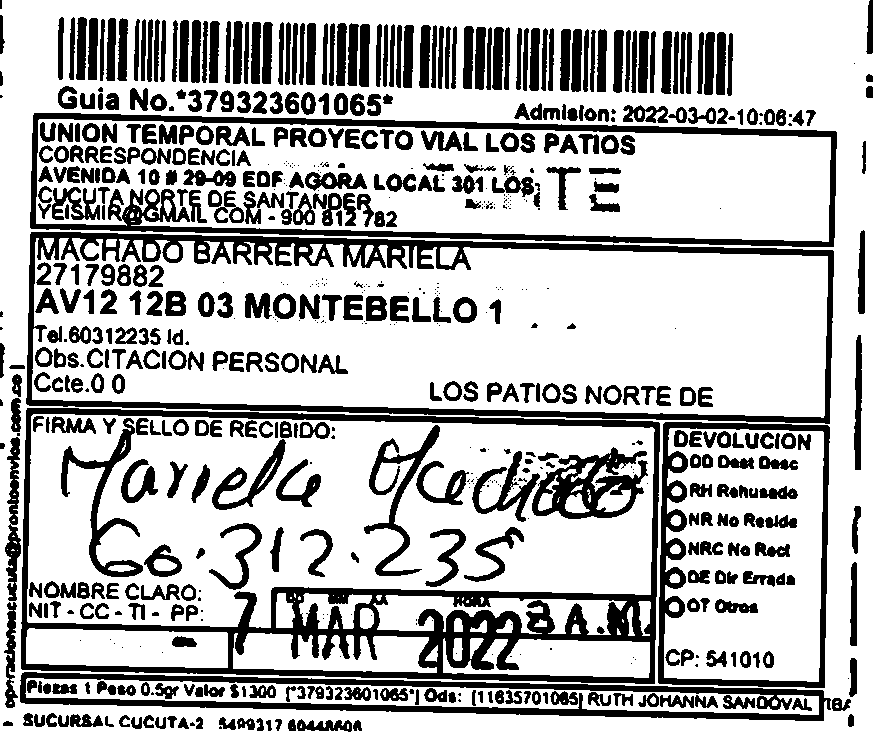 Guia No.*379323601065*
Admision: 2022-03-02-10:06:47
UNION TEMPORAL PROYECTO VIAL LOS PATIOS
CORRESPONDENCIA
AVENIDA 10 # 29-09 EDF AGORA LOCAL 301 LOS
CUCUTA NORTE DE SANTANDER
YEISMIR@GMAIL COM - 900 812 782
MACHADO BARRERA MARIELA
27179882
AV12 12B 03 MONTEBELLO 1
Tel.60312235 Id.
Obs.CITACION PERSONAL
Ccte.0 0
LOS PATIOS NORTE DE
FIRMA Y SELLO DE RECIBIDO:
Mariela Machado
60.312.235
NOMBRE CLARO:
NIT - CC - TI - PP:
HORA
7 MAR 2022 8 A.M.
DEVOLUCION
DD Dest Desc
RH Rehusado
NR No Reside
NRC No Recl
DE Dir Errada
OT Otros
CP: 541010
Piezas 1 Peso 0.5gr Valor $1300 [*379323601065*] Ods: [11635701065] RUTH JOHANNA SANDOVAL
SUCURSAL CUCUTA-2
operacionescucuta@prontoenvios.com.co